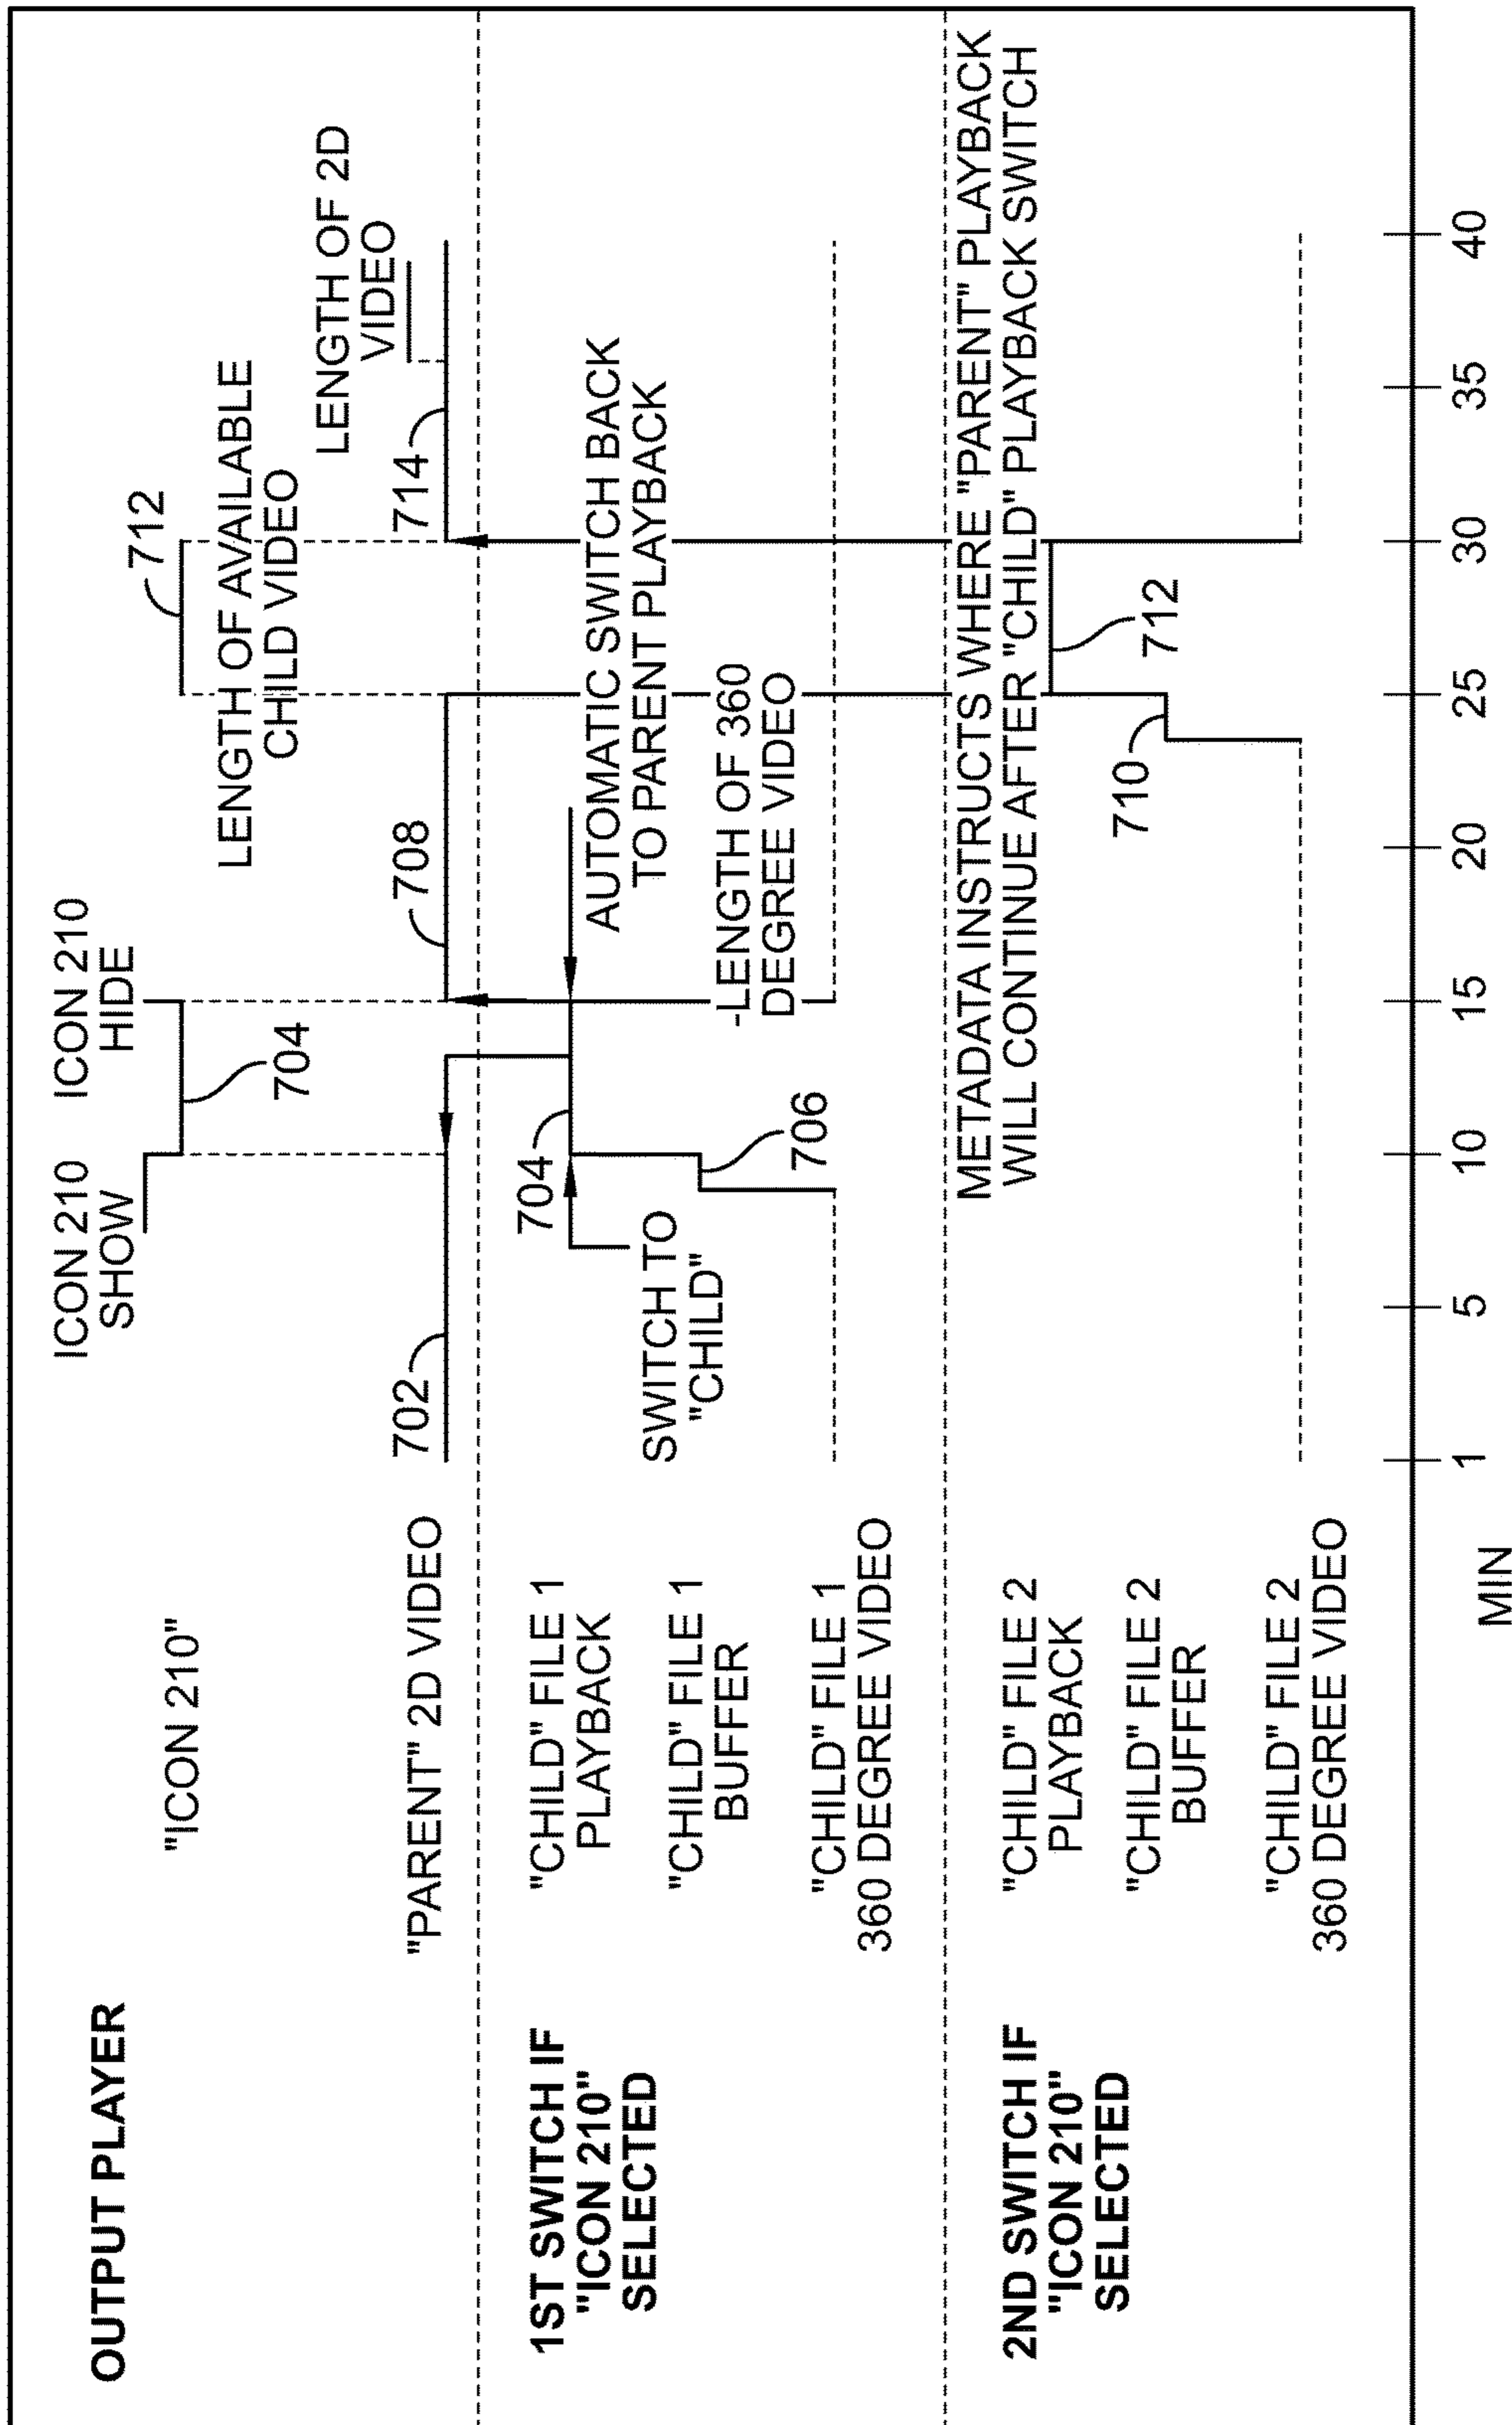 OUTPUT PLAYER
"ICON 210"
ICON 210
SHOW
ICON 210
HIDE
704
712
LENGTH OF AVAILABLE
CHILD VIDEO
LENGTH OF 2D
VIDEO
"PARENT" 2D VIDEO
702
708
714
1ST SWITCH IF
"ICON 210"
SELECTED
"CHILD" FILE 1
PLAYBACK
"CHILD" FILE 1
BUFFER
"CHILD" FILE 1
360 DEGREE VIDEO
704
SWITCH TO
"CHILD"
706
AUTOMATIC SWITCH BACK
TO PARENT PLAYBACK
-LENGTH OF 360
DEGREE VIDEO
2ND SWITCH IF
"ICON 210"
SELECTED
"CHILD" FILE 2
PLAYBACK
"CHILD" FILE 2
BUFFER
"CHILD" FILE 2
360 DEGREE VIDEO
METADATA INSTRUCTS WHERE "PARENT" PLAYBACK
WILL CONTINUE AFTER "CHILD" PLAYBACK SWITCH
710
712
MIN
1 5 10 15 20 25 30 35 40